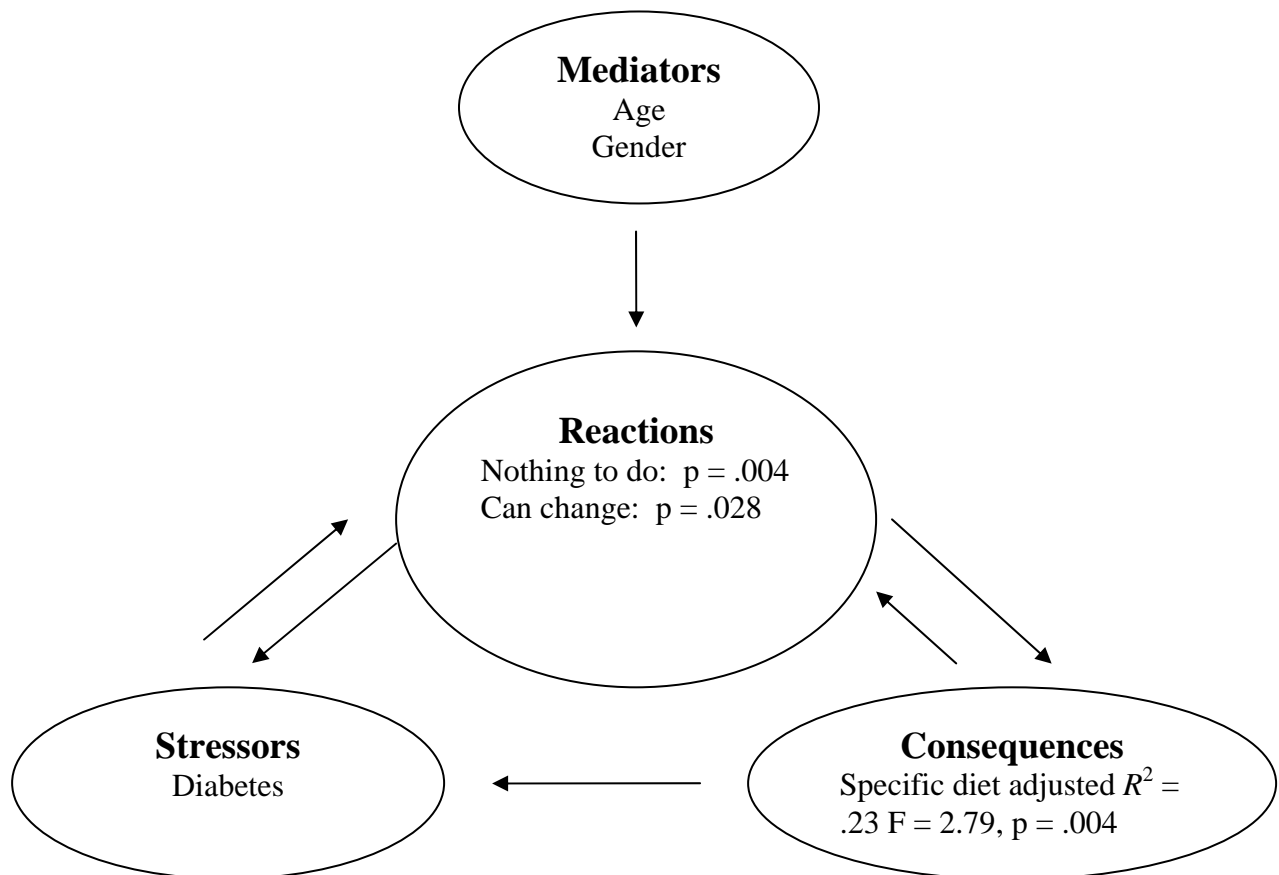 Mediators
Age
Gender
Reactions
Nothing to do:  p = .004
Can change:  p = .028
Stressors
Diabetes
Consequences
Specific diet adjusted R² =
.23 F = 2.79, p = .004